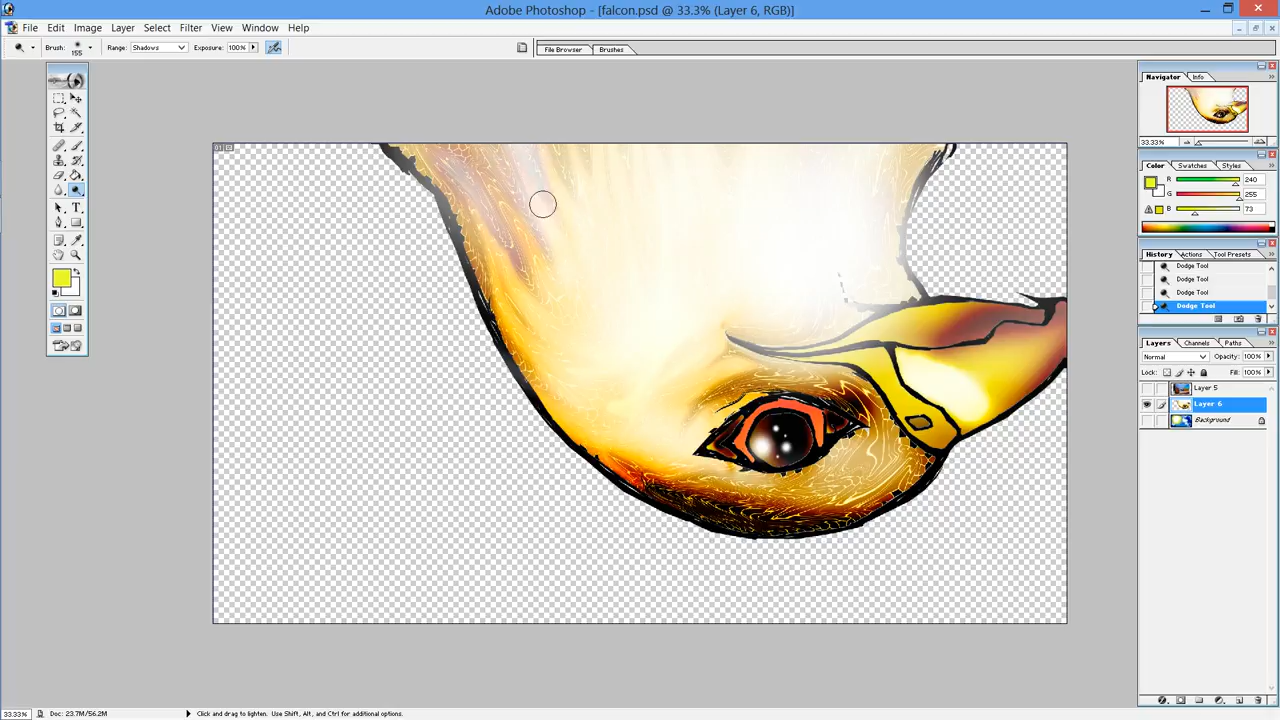 Adobe Photoshop - [falcon.psd @ 33.3% (Layer 6, RGB)]
File Edit Image Layer Select Filter View Window Help
Brush: 155 Range: Shadows Exposure: 100% File Browser Brushes
Navigator Info
33.33%
Color Swatches Styles
R 240
G 255
B 73
History Actions Tool Presets
Dodge Tool
Dodge Tool
Dodge Tool
Dodge Tool
Layers Channels Paths
Normal Opacity: 100%
Lock: Fill: 100%
Layer 5
Layer 6
Background
01
T
33.33% Doc: 23.7M/56.2M Click and drag to lighten. Use Shift, Alt, and Ctrl for additional options.